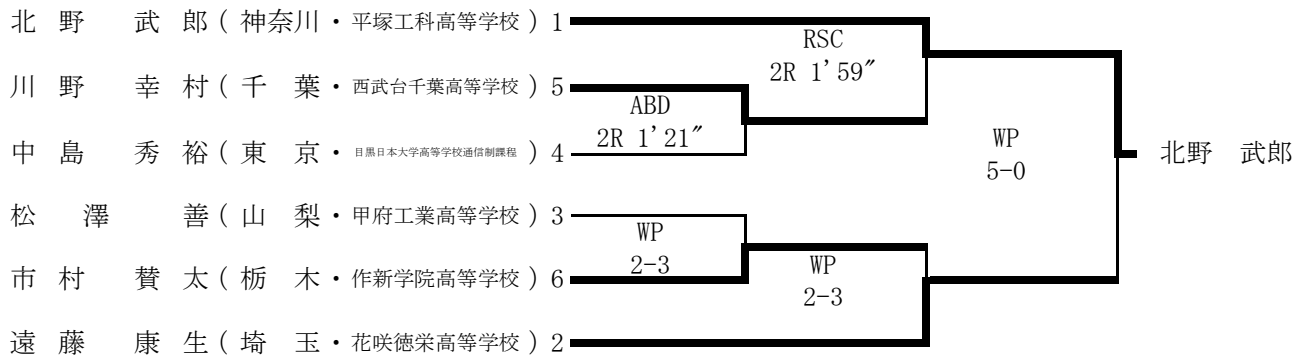 北野 武郎(神奈川・平塚工科高等学校)1
RSC
2R 1'59″
川野 幸村(千葉・西武台千葉高等学校)5
ABD
2R 1'21″
中島 秀裕(東京・目黒日本大学高等学校通信制課程)4
WP
5-0
北野 武郎
松澤 善(山梨・甲府工業高等学校)3
WP
2-3
市村 賛太(栃木・作新学院高等学校)6
WP
2-3
遠藤 康生(埼玉・花咲徳栄高等学校)2